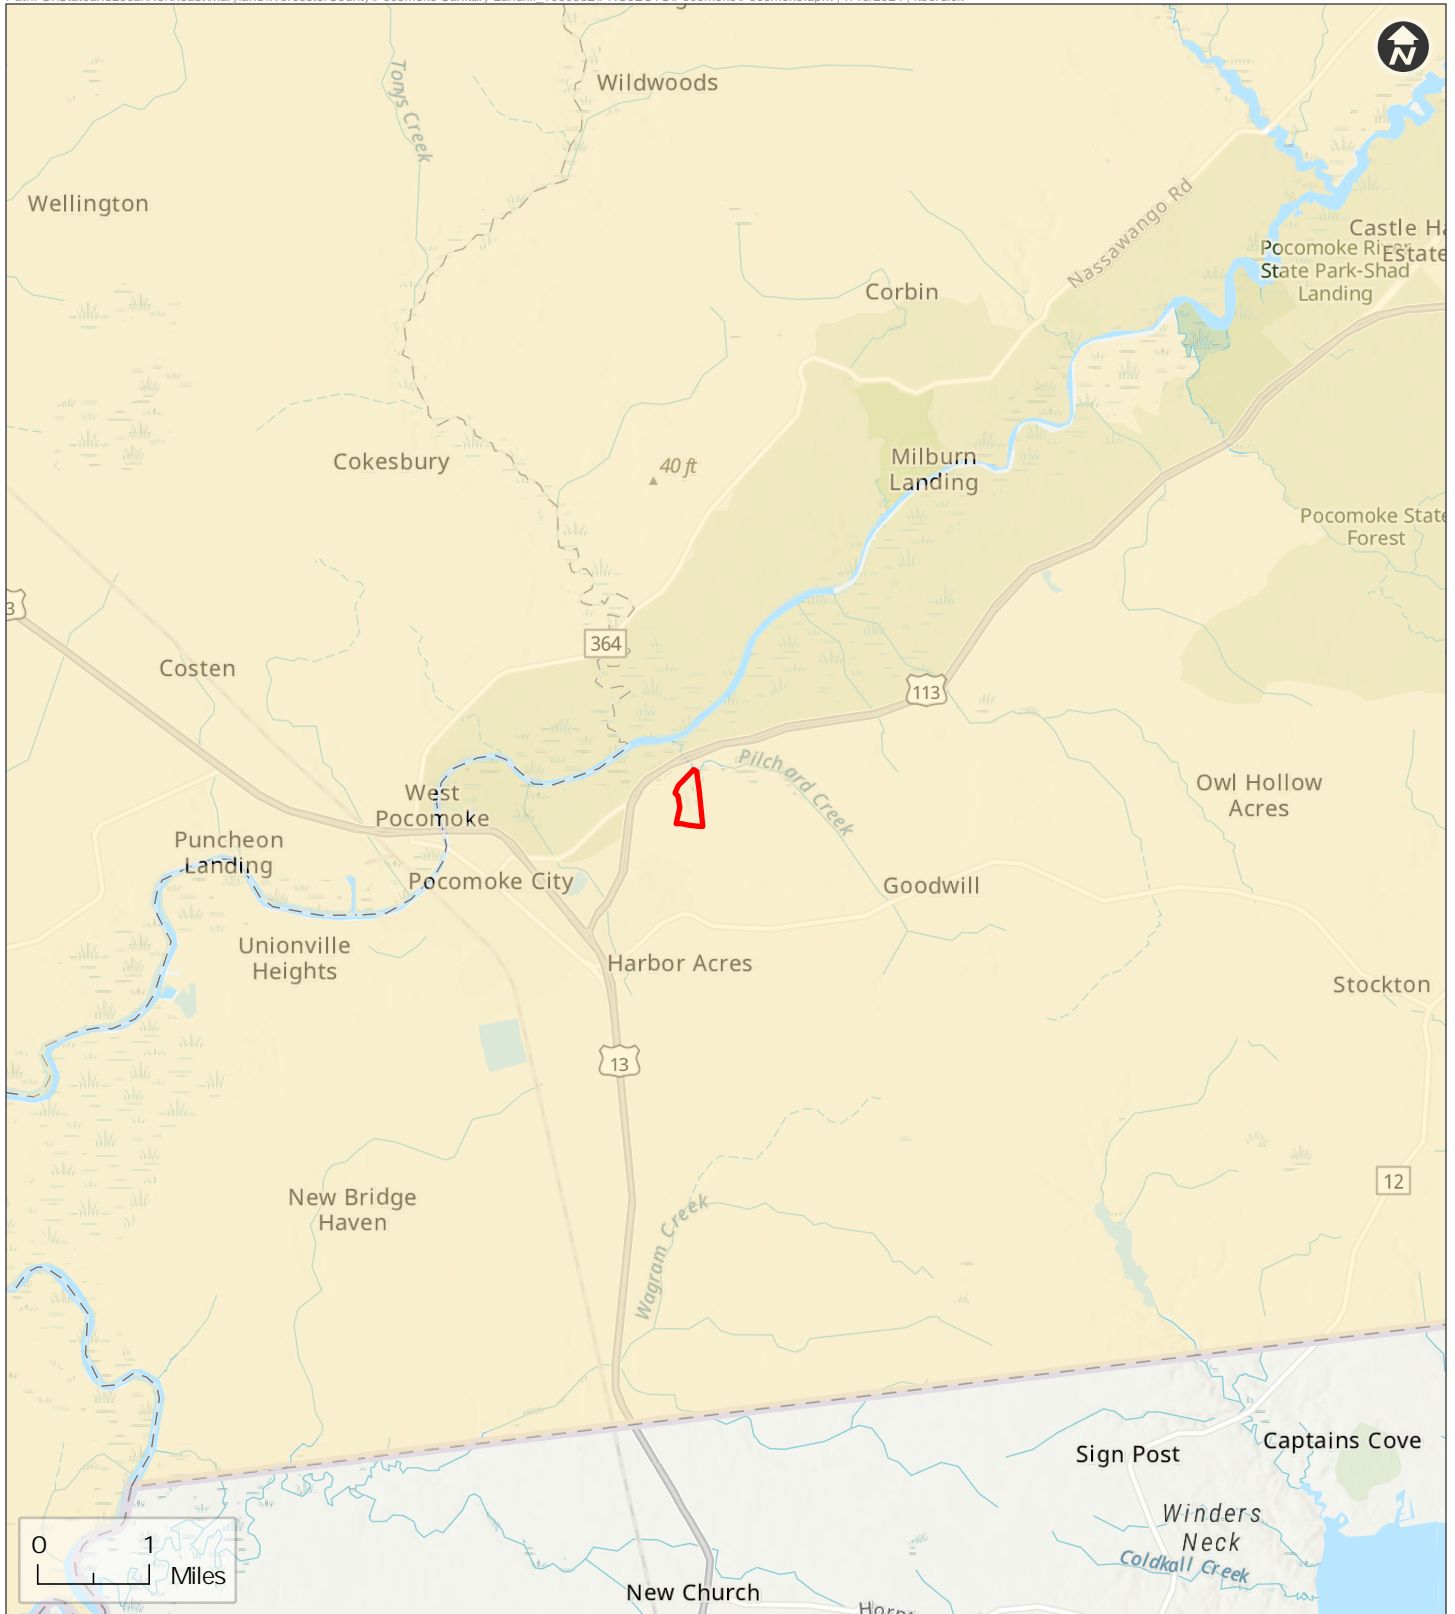 N
Wildwoods
Tonys Creek
Wellington
Nassawango Rd
Castle Ha
Estate
Pocomoke River
State Park-Shad
Landing
Corbin
Cokesbury
40 ft
Milburn
Landing
Pocomoke State
Forest
3
364
Costen
113
Pilchard Creek
Owl Hollow
Acres
West
Pocomoke
Puncheon
Landing
Pocomoke City
Goodwill
Unionville
Heights
Harbor Acres
Stockton
13
12
New Bridge
Haven
Wagram Creek
Sign Post
Captains Cove
Winders
Neck
Coldkall Creek
0 1
Miles
New Church
Horn